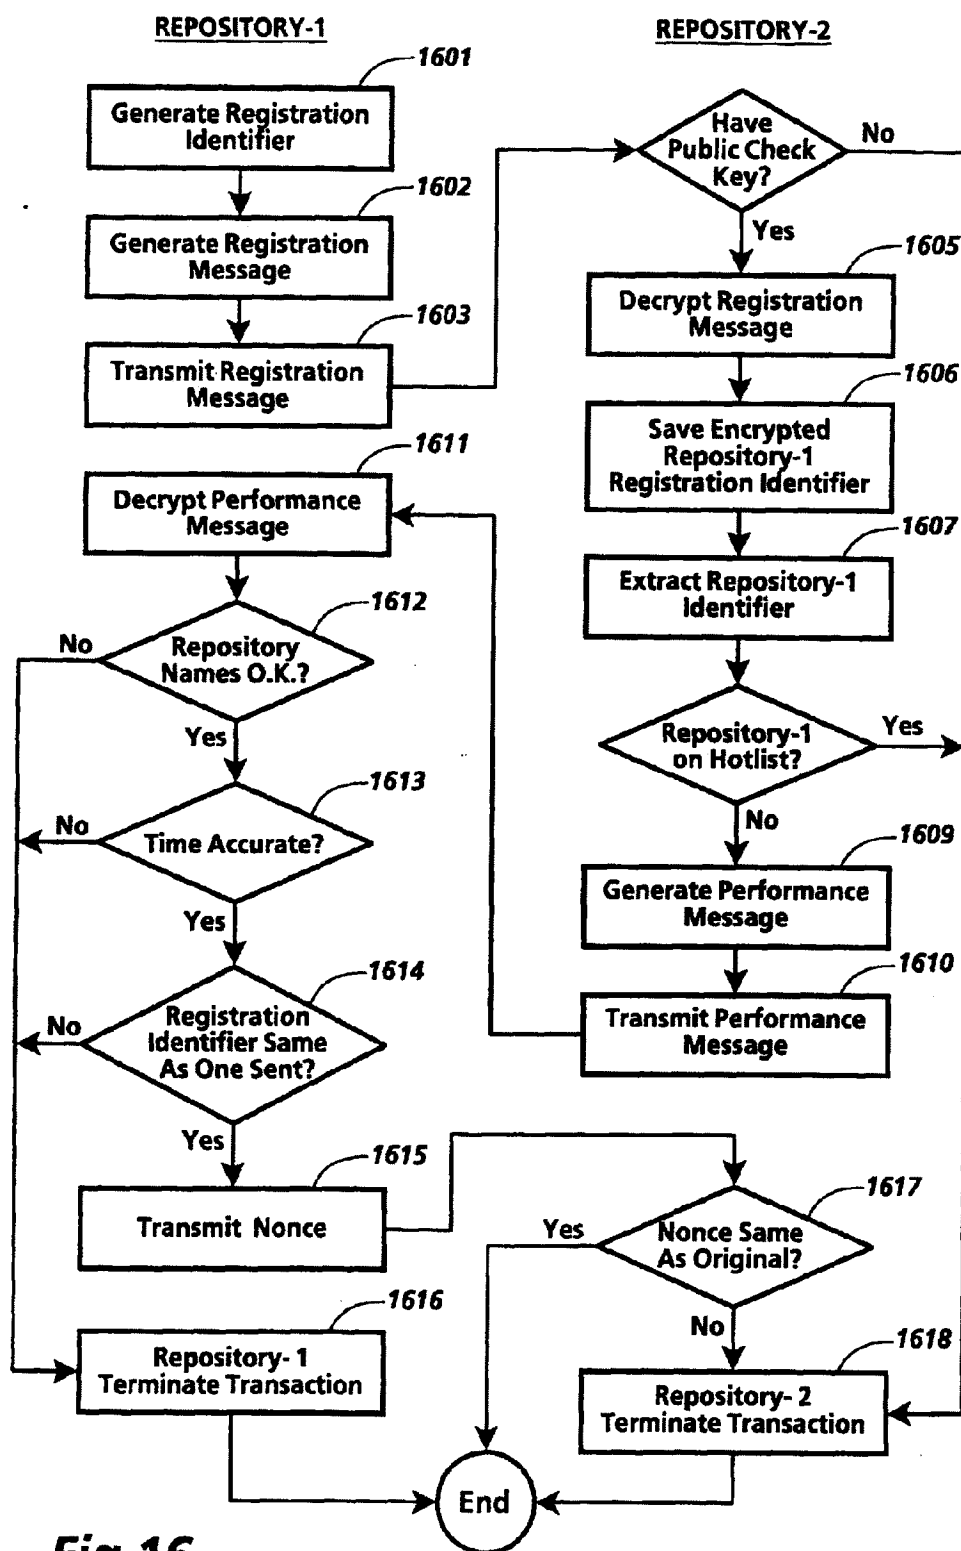 REPOSITORY-1
1601
Generate Registration
Identifier
1602
Generate Registration
Message
1603
Transmit Registration
Message
1611
Decrypt Performance
Message
1612
No
Repository
Names O.K.?
Yes
1613
No
Time Accurate?
Yes
1614
No
Registration
Identifier Same
As One Sent?
Yes
1615
Transmit Nonce
1616
Repository- 1
Terminate Transaction
REPOSITORY-2
Have
Public Check
Key?
No
Yes
1605
Decrypt Registration
Message
1606
Save Encrypted
Repository-1
Registration Identifier
1607
Extract Repository-1
Identifier
Repository-1
on Hotlist?
Yes
No
1609
Generate Performance
Message
1610
Transmit Performance
Message
1617
Yes
Nonce Same
As Original?
No
1618
Repository- 2
Terminate Transaction
End
Fig.16